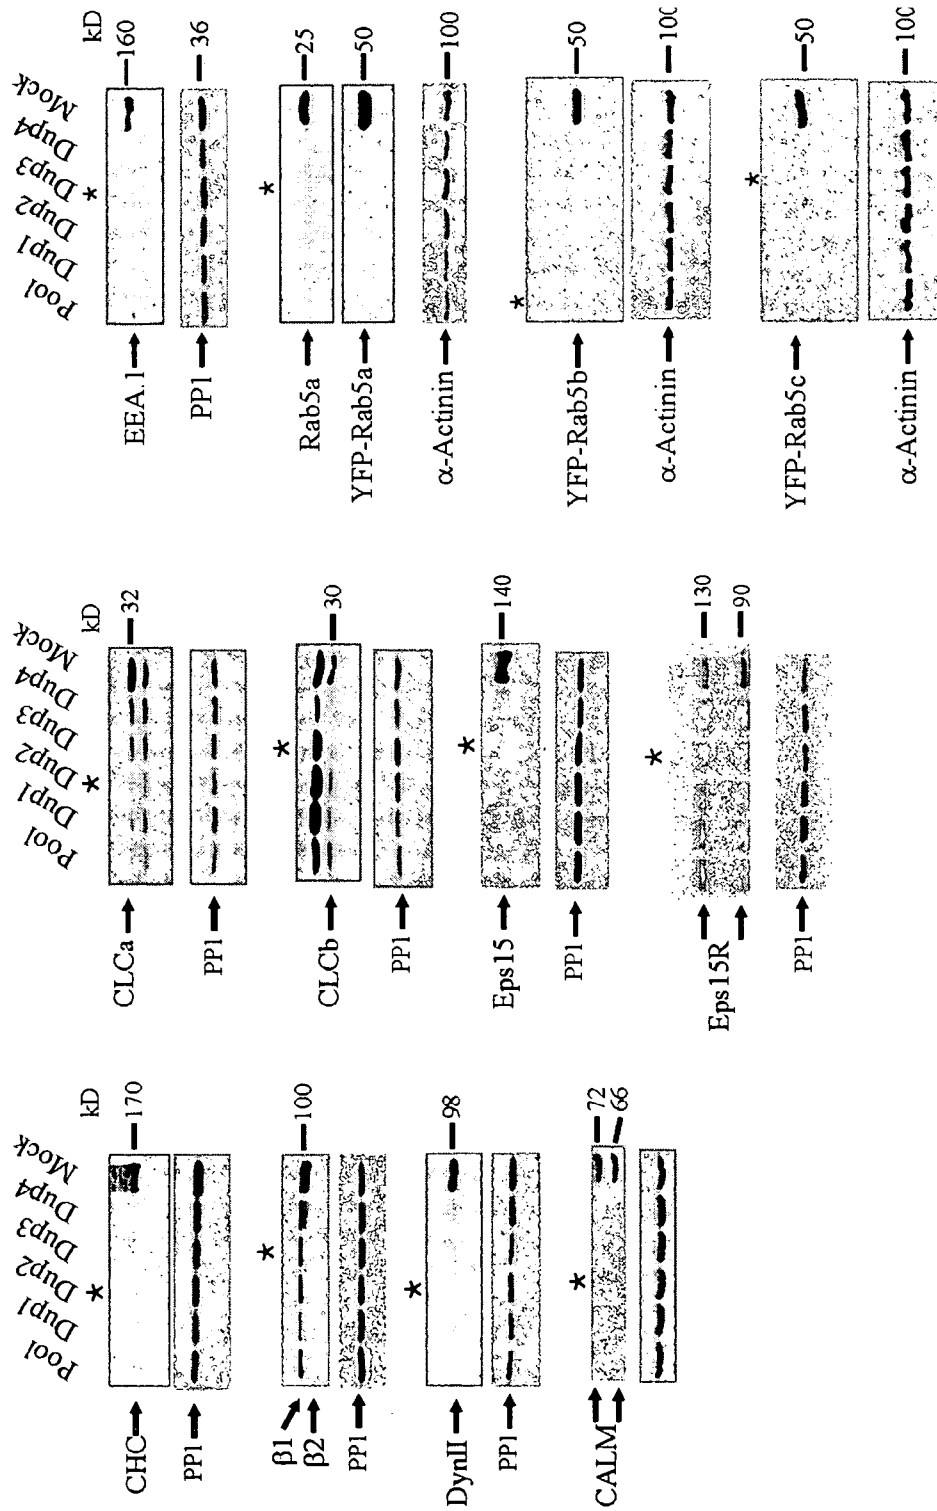 Pool Dup1 Dup2 Dup3 Dup4 Mock kD
*
CHC 170
PP1
*
β1 100
β2
PP1
*
DynII 98
PP1
*
CALM 72
66
Pool Dup1 Dup2 Dup3 Dup4 Mock kD
*
CLCa 32
PP1
*
CLCb 30
PP1
*
Eps15 140
PP1
*
Eps15R 130
90
PP1
Pool Dup1 Dup2 Dup3 Dup4 Mock kD
*
EEA.1 160
PP1 36
*
Rab5a 25
YFP-Rab5a 50
α-Actinin 100
*
YFP-Rab5b 50
α-Actinin 100
*
YFP-Rab5c 50
α-Actinin 100